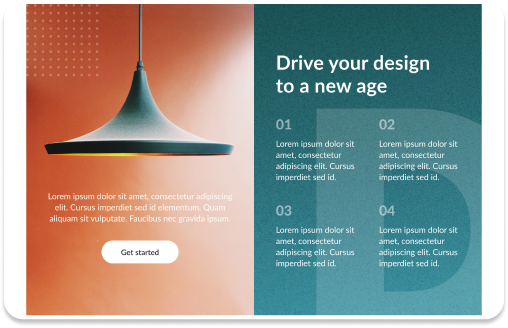 Lorem ipsum dolor sit amet, consectetur adipiscing
elit. Cursus imperdiet sed id elementum. Quam
aliquam sit vulputate. Faucibus nec gravida ipsum.
Get started
Drive your design
to a new age
01
Lorem ipsum dolor sit
amet, consectetur
adipiscing elit. Cursus
imperdiet sed id.
02
Lorem ipsum dolor sit
amet, consectetur
adipiscing elit. Cursus
imperdiet sed id.
03
Lorem ipsum dolor sit
amet, consectetur
adipiscing elit. Cursus
imperdiet sed id.
04
Lorem ipsum dolor sit
amet, consectetur
adipiscing elit. Cursus
imperdiet sed id.
D